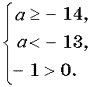 a ≥ − 14,
a < − 13,
− 1 > 0.